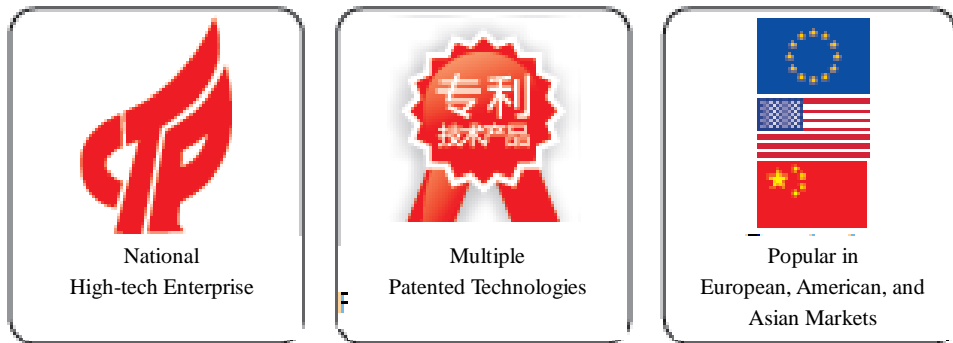 专利
技术产品
National
High-tech Enterprise
Multiple
Patented Technologies
Popular in
European, American, and
Asian Markets